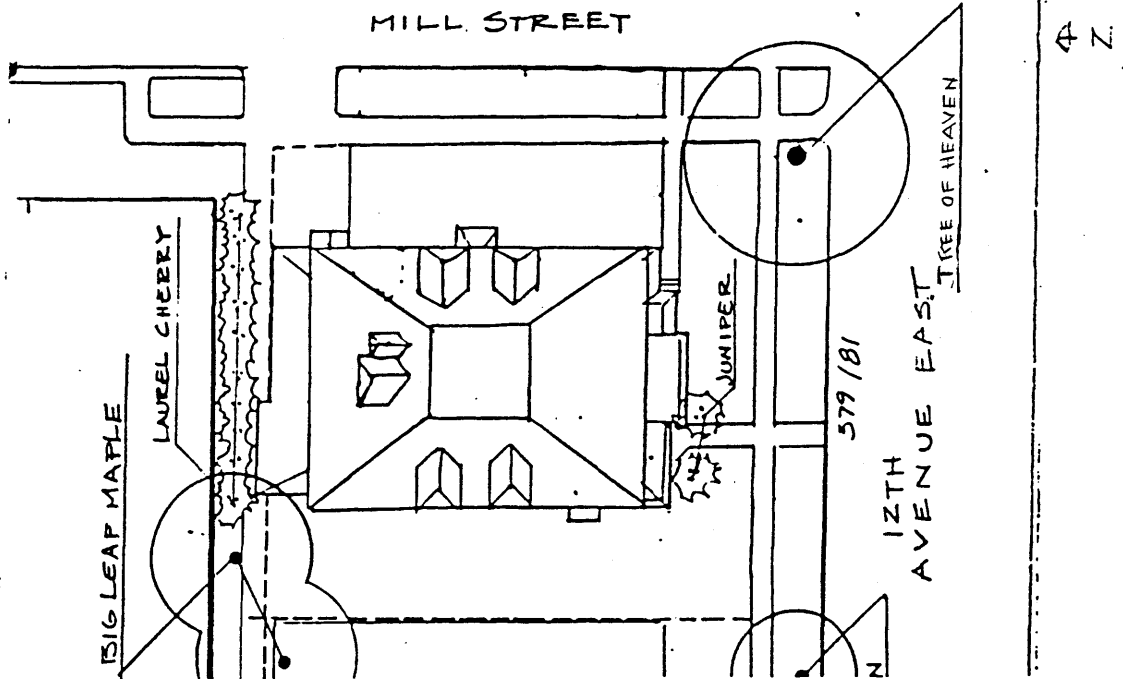 MILL STREET
N
TREE OF HEAVEN
LAUREL CHERRY
JUNIPER
579/81
12TH
AVENUE EAST
BIG LEAP MAPLE
N